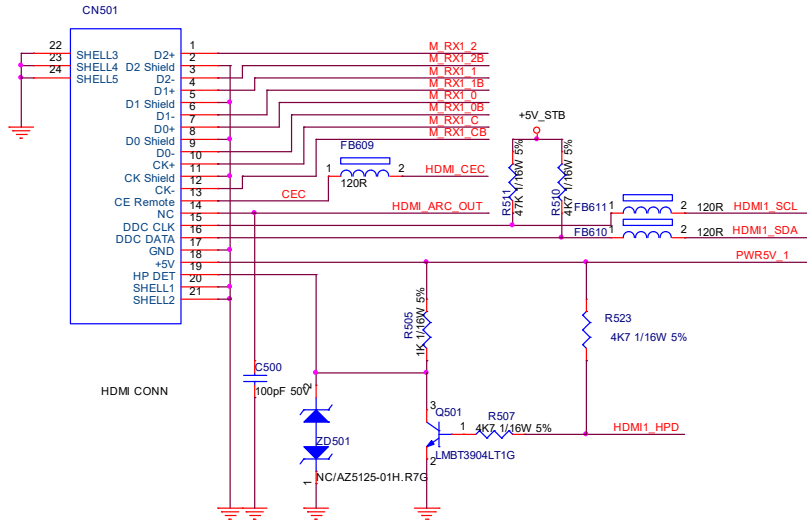 CN501
22 SHELL3
23 SHELL4
24 SHELL5
D2+ 1
D2 Shield 2
D2- 3
D1+ 4
D1 Shield 5
D1- 6
D0+ 7
D0 Shield 8
D0- 9
CK+ 10
CK Shield 11
CK- 12
CE Remote 13
NC 14
DDC CLK 15
DDC DATA 16
GND 17
+5V 18
HP DET 19
SHELL1 20
SHELL2 21
HDMI CONN
M_RX1_2
M_RX1_2B
M_RX1_1
M_RX1_1B
M_RX1_0
M_RX1_0B
M_RX1_C
M_RX1_CB
FB609
1 2
120R
CEC
HDMI_CEC
HDMI_ARC_OUT
+5V_STB
R511
47K 1/16W 5%
R510
4K7 1/16W 5%
FB611 1 2 120R HDMI1_SCL
FB610 1 2 120R HDMI1_SDA
PWR5V_1
R505
1K 1/16W 5%
R523
4K7 1/16W 5%
C500
100pF 50V
2
ZD501
1
NC/AZ5125-01H.R7G
3
Q501
1
2
LMBT3904LT1G
R507
4K7 1/16W 5%
HDMI1_HPD